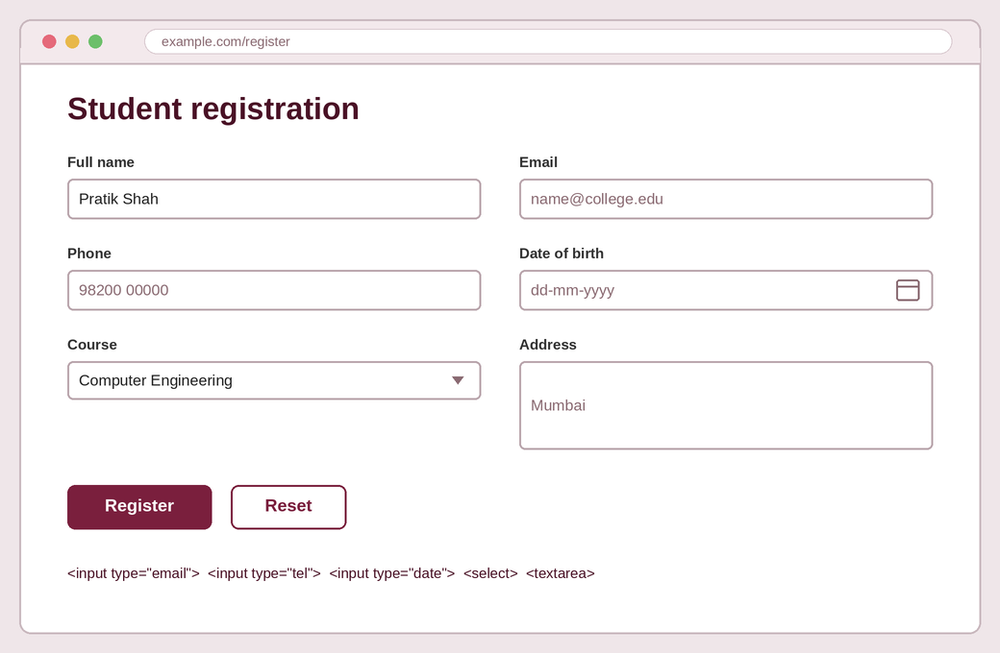 example.com/register
Student registration
Full name
Email
Pratik Shah
name@college.edu
Phone
Date of birth
98200 00000
dd-mm-yyyy
Course
Address
Computer Engineering
Mumbai
Register
Reset
<input type="email"> <input type="tel"> <input type="date"> <select> <textarea>